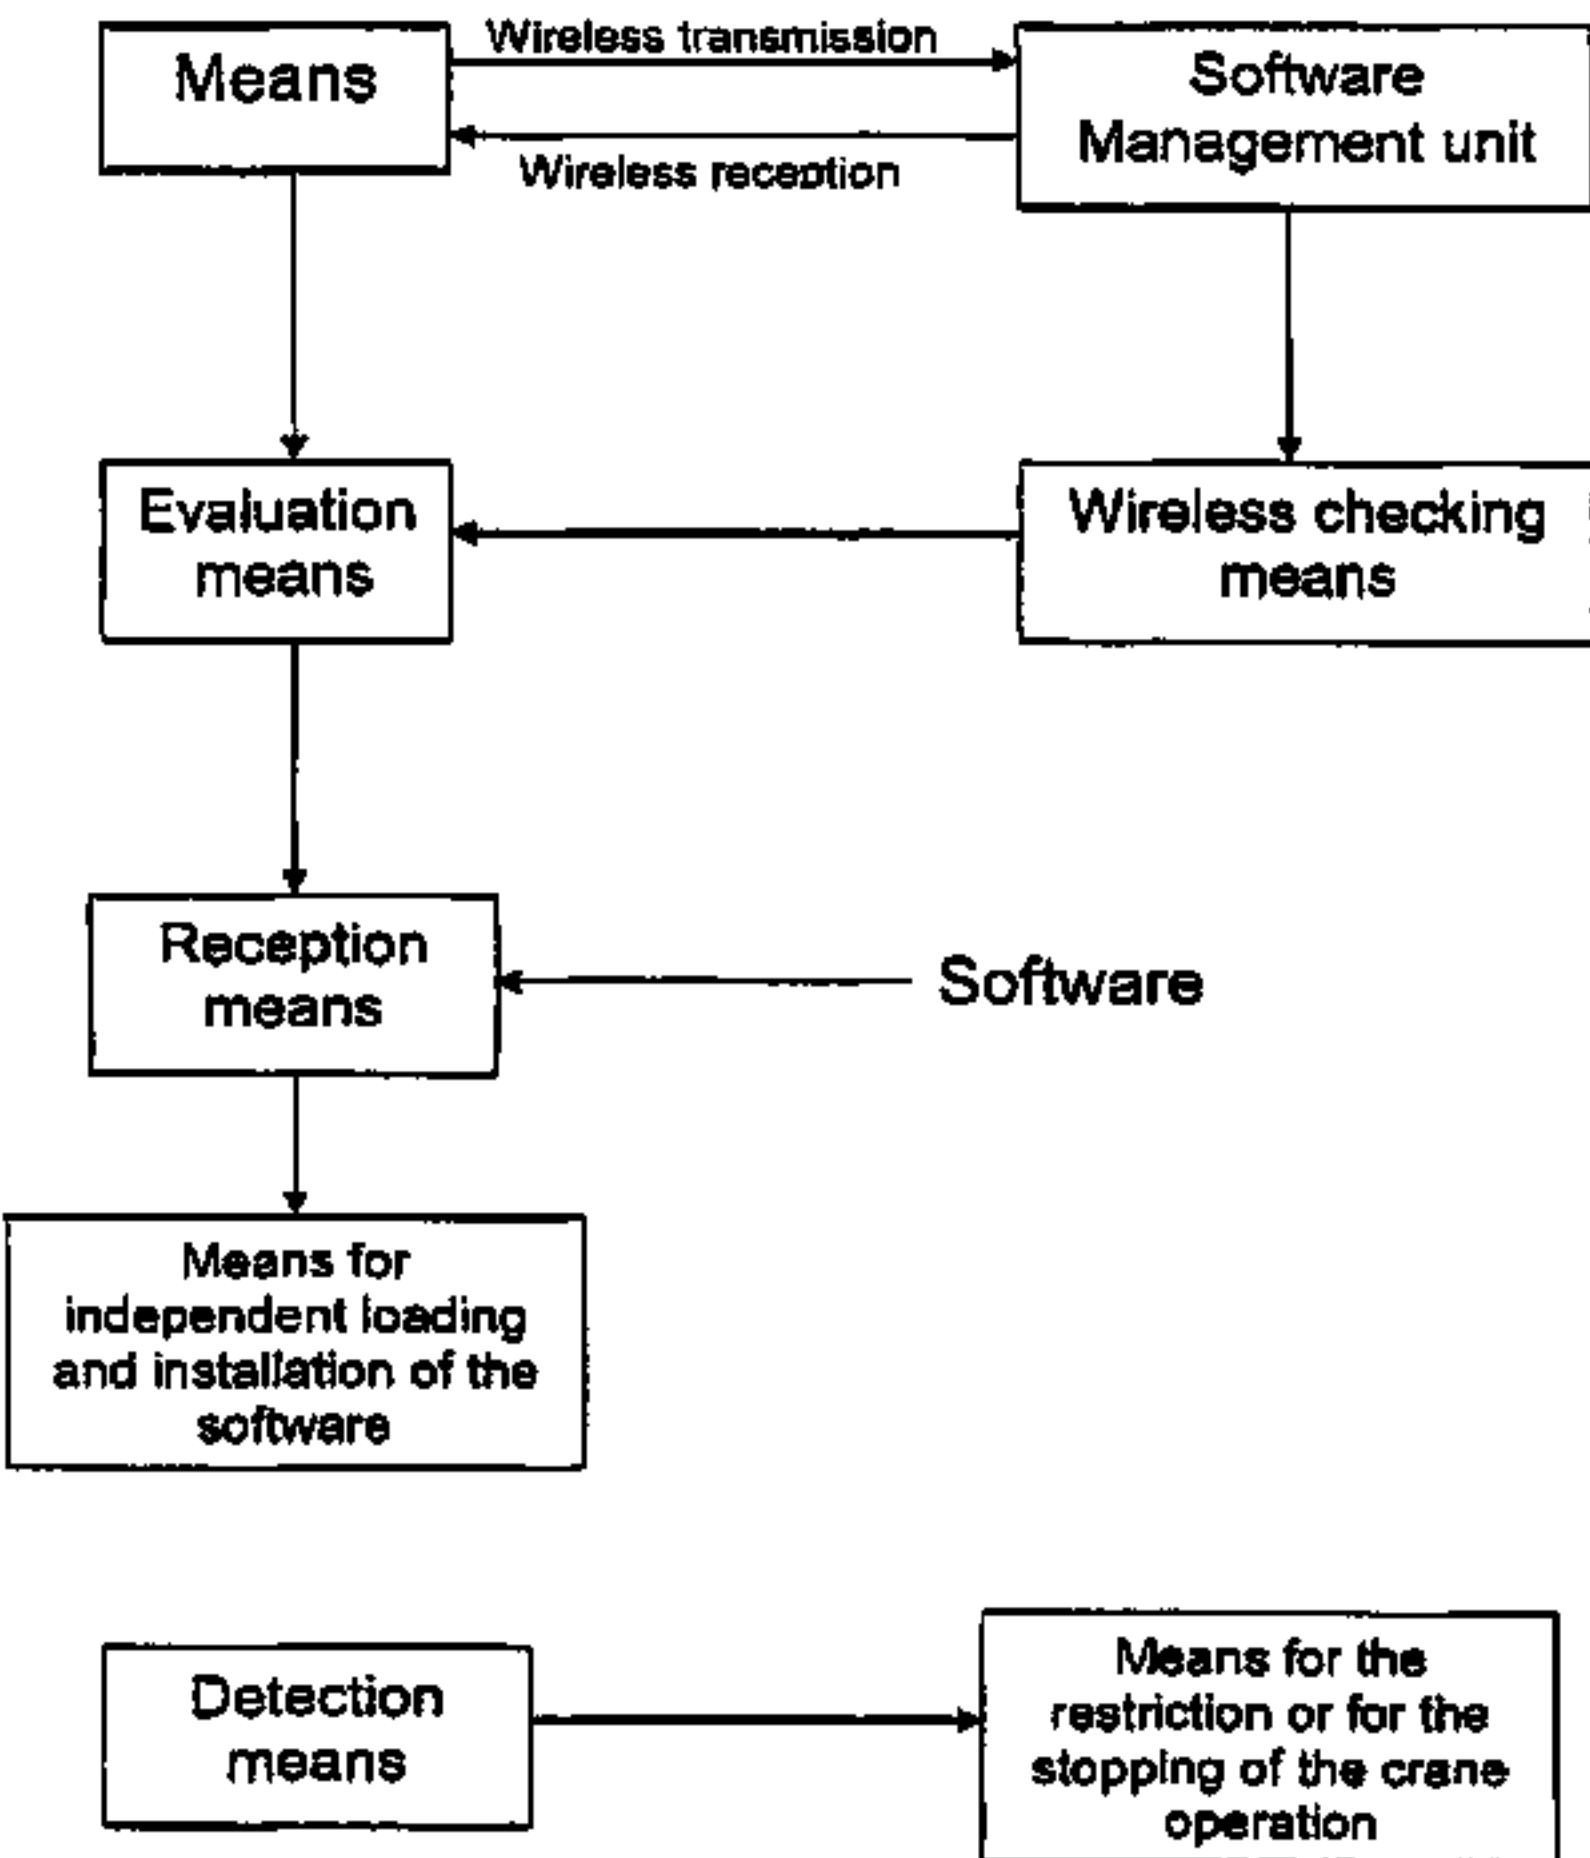 Means
Wireless transmission
Wireless reception
Software
Management unit
Evaluation
means
Wireless checking
means
Reception
means
Software
Means for
independent loading
and installation of the
software
Detection
means
Means for the
restriction or for the
stopping of the crane
operation